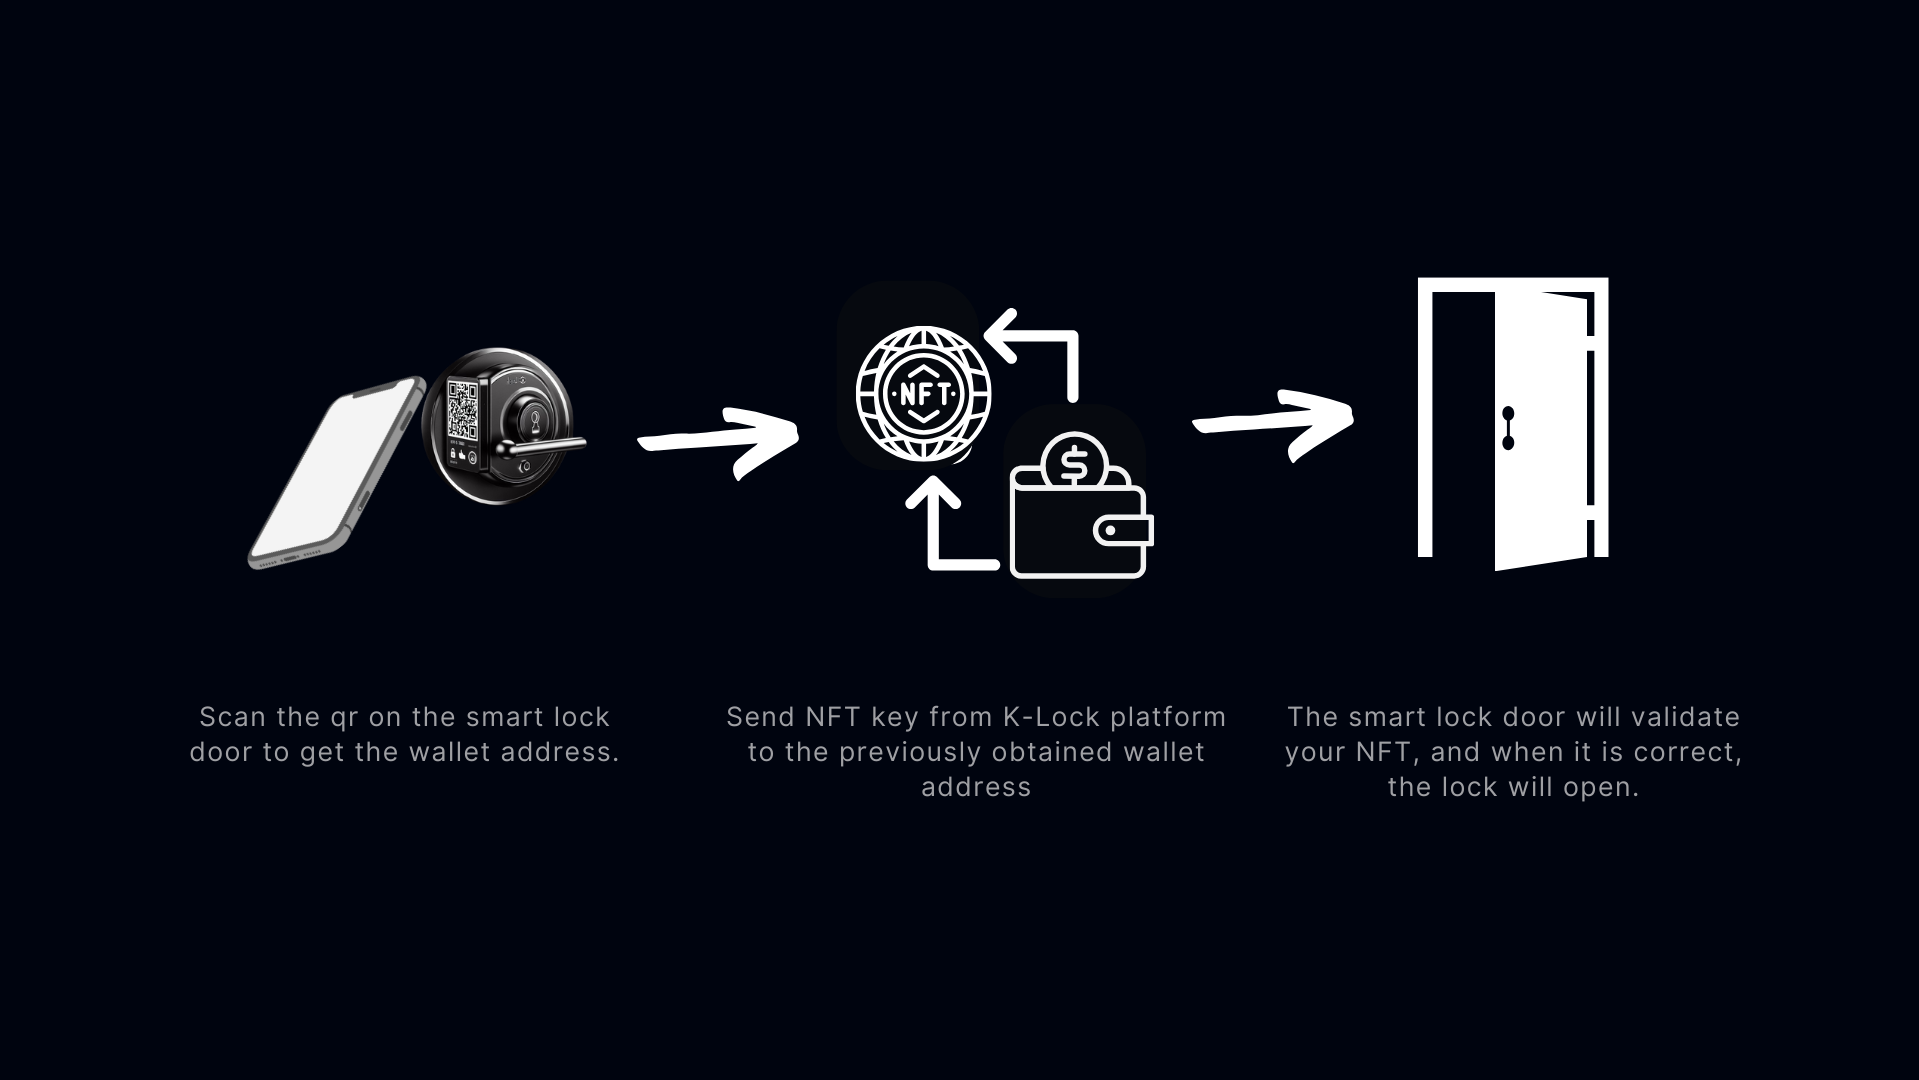 NFT
Scan the qr on the smart lock
door to get the wallet address.
Send NFT key from K-Lock platform
to the previously obtained wallet
address
The smart lock door will validate
your NFT, and when it is correct,
the lock will open.